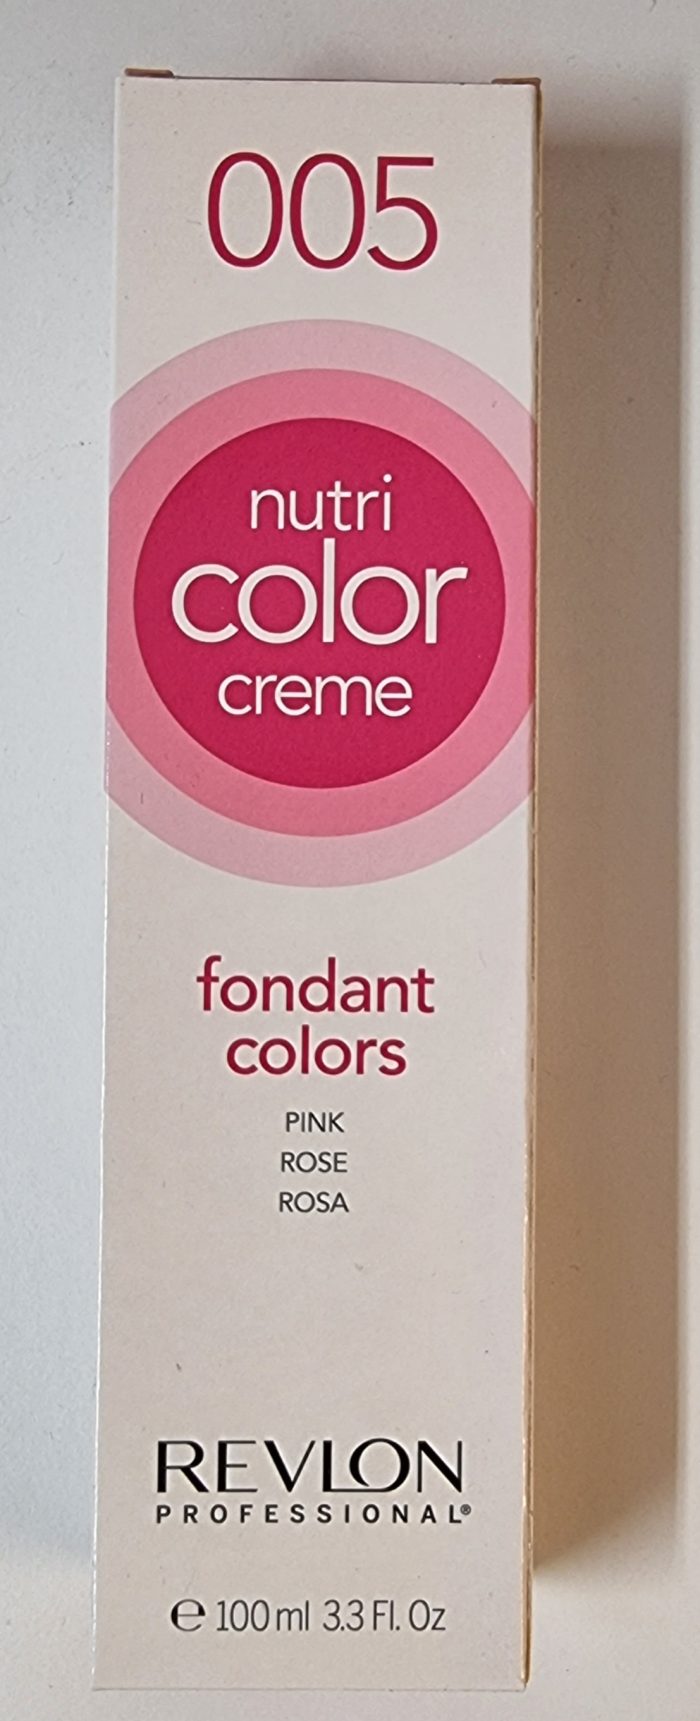 005
nutri
color
creme
fondant
colors
PINK
ROSE
ROSA
REVLON
PROFESSIONAL®
℮ 100 ml 3.3 Fl. Oz